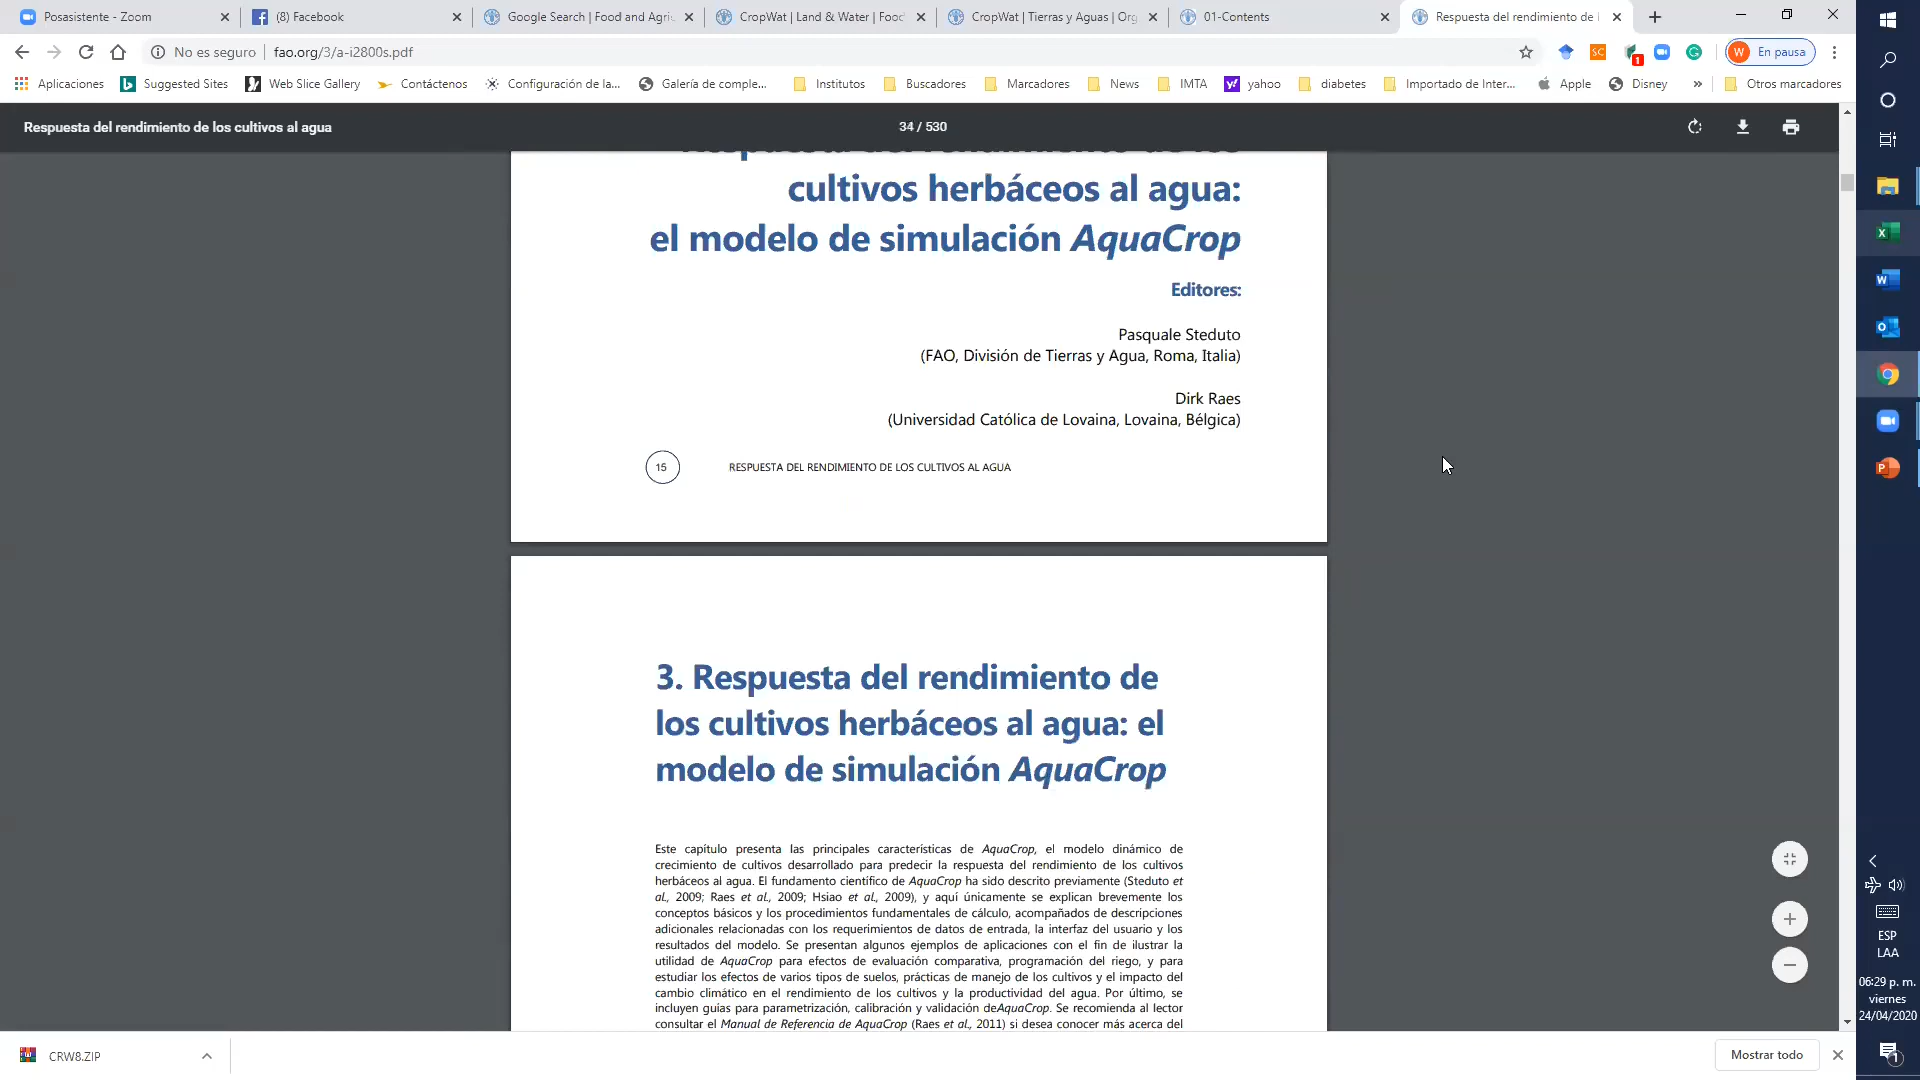 Posasistente - Zoom
(8) Facebook
Google Search | Food and Agri
CropWat | Land & Water | Food
CropWat | Tierras y Aguas | Org
01-Contents
Respuesta del rendimiento de
No es seguro
fao.org/3/a-i2800s.pdf
SC
1
W
En pausa
Aplicaciones
Suggested Sites
Web Slice Gallery
Contáctenos
Configuración de la...
Galería de comple...
Institutos
Buscadores
Marcadores
News
IMTA
yahoo
diabetes
Importado de Inter...
Apple
Disney
»
Otros marcadores
Respuesta del rendimiento de los cultivos al agua
34 / 530
Respuesta del rendimiento de los
cultivos herbáceos al agua:
el modelo de simulación AquaCrop
Editores:
Pasquale Steduto
(FAO, División de Tierras y Agua, Roma, Italia)
Dirk Raes
(Universidad Católica de Lovaina, Lovaina, Bélgica)
15
RESPUESTA DEL RENDIMIENTO DE LOS CULTIVOS AL AGUA
3. Respuesta del rendimiento de
los cultivos herbáceos al agua: el
modelo de simulación AquaCrop
Este capítulo presenta las principales características de AquaCrop, el modelo dinámico de
crecimiento de cultivos desarrollado para predecir la respuesta del rendimiento de los cultivos
herbáceos al agua. El fundamento científico de AquaCrop ha sido descrito previamente (Steduto et
al., 2009; Raes et al., 2009; Hsiao et al., 2009), y aquí únicamente se explican brevemente los
conceptos básicos y los procedimientos fundamentales de cálculo, acompañados de descripciones
adicionales relacionadas con los requerimientos de datos de entrada, la interfaz del usuario y los
resultados del modelo. Se presentan algunos ejemplos de aplicaciones con el fin de ilustrar la
utilidad de AquaCrop para efectos de evaluación comparativa, programación del riego, y para
estudiar los efectos de varios tipos de suelos, prácticas de manejo de los cultivos y el impacto del
cambio climático en el rendimiento de los cultivos y la productividad del agua. Por último, se
incluyen guías para parametrización, calibración y validación deAquaCrop. Se recomienda al lector
consultar el Manual de Referencia de AquaCrop (Raes et al., 2011) si desea conocer más acerca del
ESP
LAA
06:29 p. m.
viernes
24/04/2020
1
CRW8.ZIP
Mostrar todo